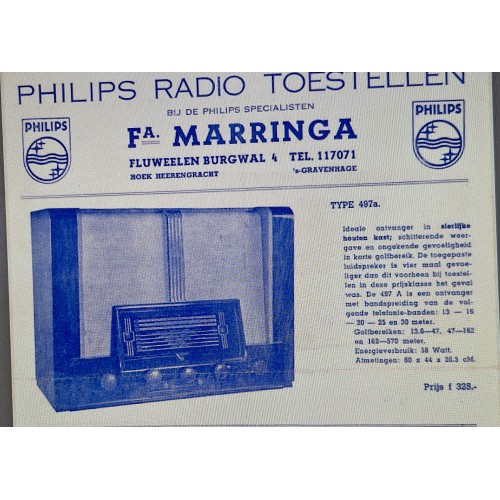 PHILIPS RADIO TOESTELLEN
BIJ DE PHILIPS SPECIALISTEN
PHILIPS
FA. MARRINGA
PHILIPS
FLUWEELEN BURGWAL 4 TEL. 117071
HOEK HEERENGRACHT 's-GRAVENHAGE
TYPE 497a.
Ideale ontvanger in sierlijke
houten kast; schitterende weer-
gave en ongekende gevoeligheid
in korte golfbereik. De toegepaste
luidspreker is vier maal gevoe-
liger dan dit voorheen bij toestel-
len in deze prijsklasse het geval
was. De 497 A is een ontvanger
met bandspreiding van de vol-
gende telefonie-banden: 13 — 16
— 20 — 25 en 30 meter.
Golfbereiken: 13.8—47, 47—162
en 162—570 meter.
Energieverbruik: 58 Watt.
Afmetingen: 60 x 44 x 26.5 cM.
Prijs f 325.-